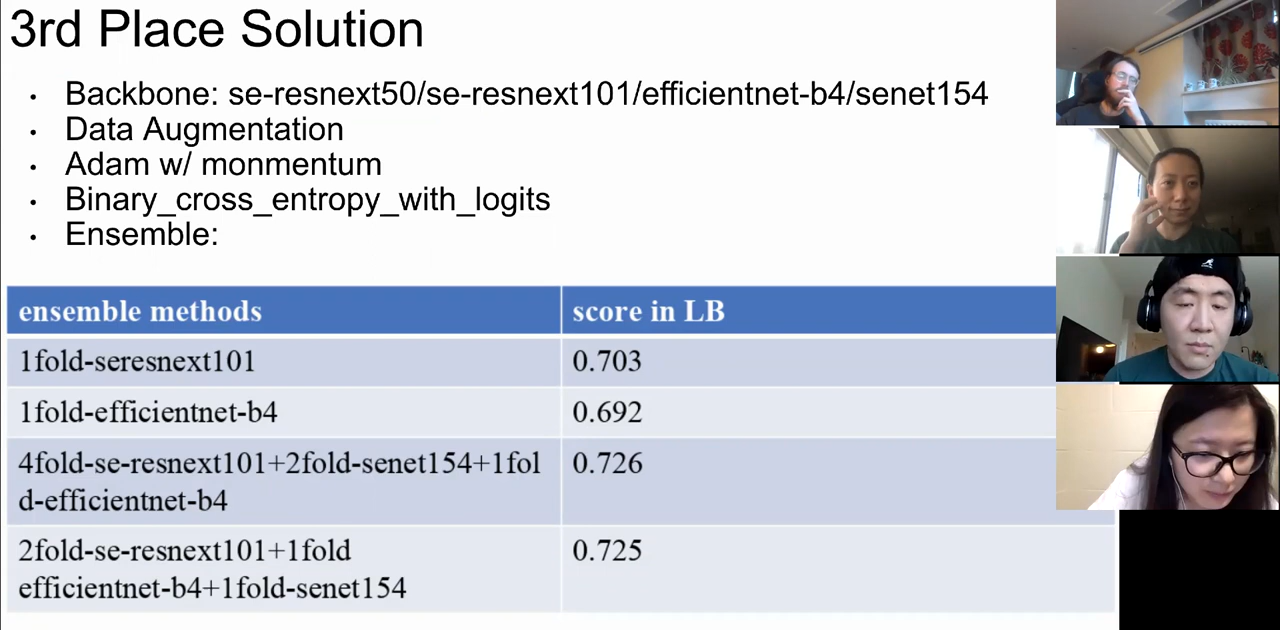 3rd Place Solution
• Backbone: se-resnext50/se-resnext101/efficientnet-b4/senet154
• Data Augmentation
• Adam w/ monmentum
• Binary_cross_entropy_with_logits
• Ensemble:
ensemble methods score in LB
1fold-seresnext101 0.703
1fold-efficientnet-b4 0.692
4fold-se-resnext101+2fold-senet154+1fol 0.726
d-efficientnet-b4
2fold-se-resnext101+1fold 0.725
efficientnet-b4+1fold-senet154